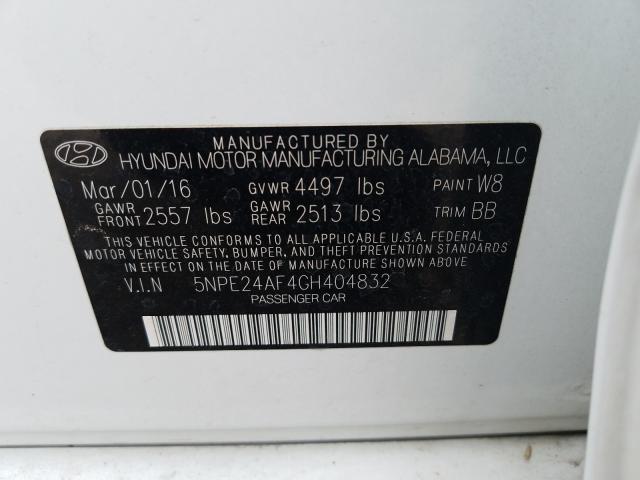 MANUFACTURED BY
HYUNDAI MOTOR MANUFACTURING ALABAMA, LLC
Mar/01/16 GVWR 4497 lbs PAINT W8
GAWR FRONT 2557 lbs GAWR REAR 2513 lbs TRIM BB
THIS VEHICLE CONFORMS TO ALL APPLICABLE U.S.A. FEDERAL
MOTOR VEHICLE SAFETY, BUMPER, AND THEFT PREVENTION STANDARDS
IN EFFECT ON THE DATE OF MANUFACTURE SHOWN ABOVE.
V.I.N 5NPE24AF4GH404832
PASSENGER CAR